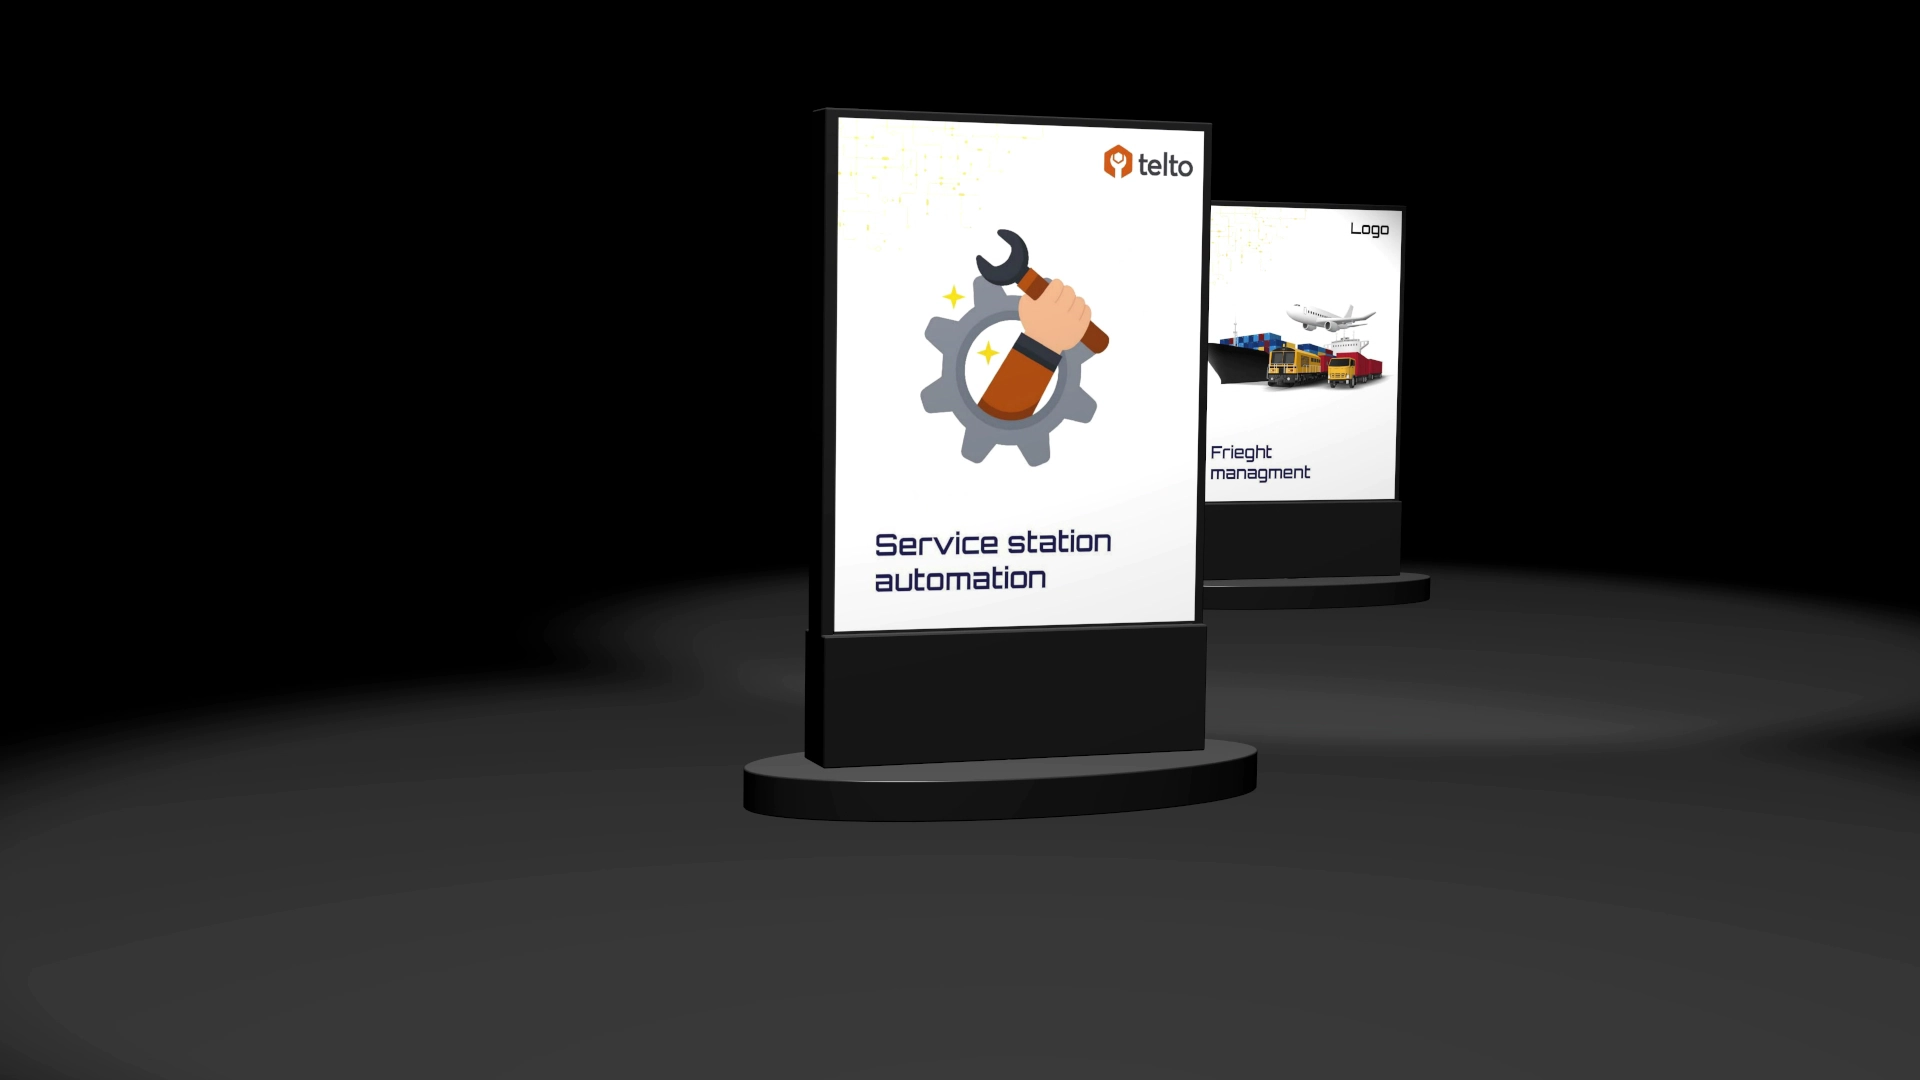 telto
Service station
automation
Logo
Frieght
managment